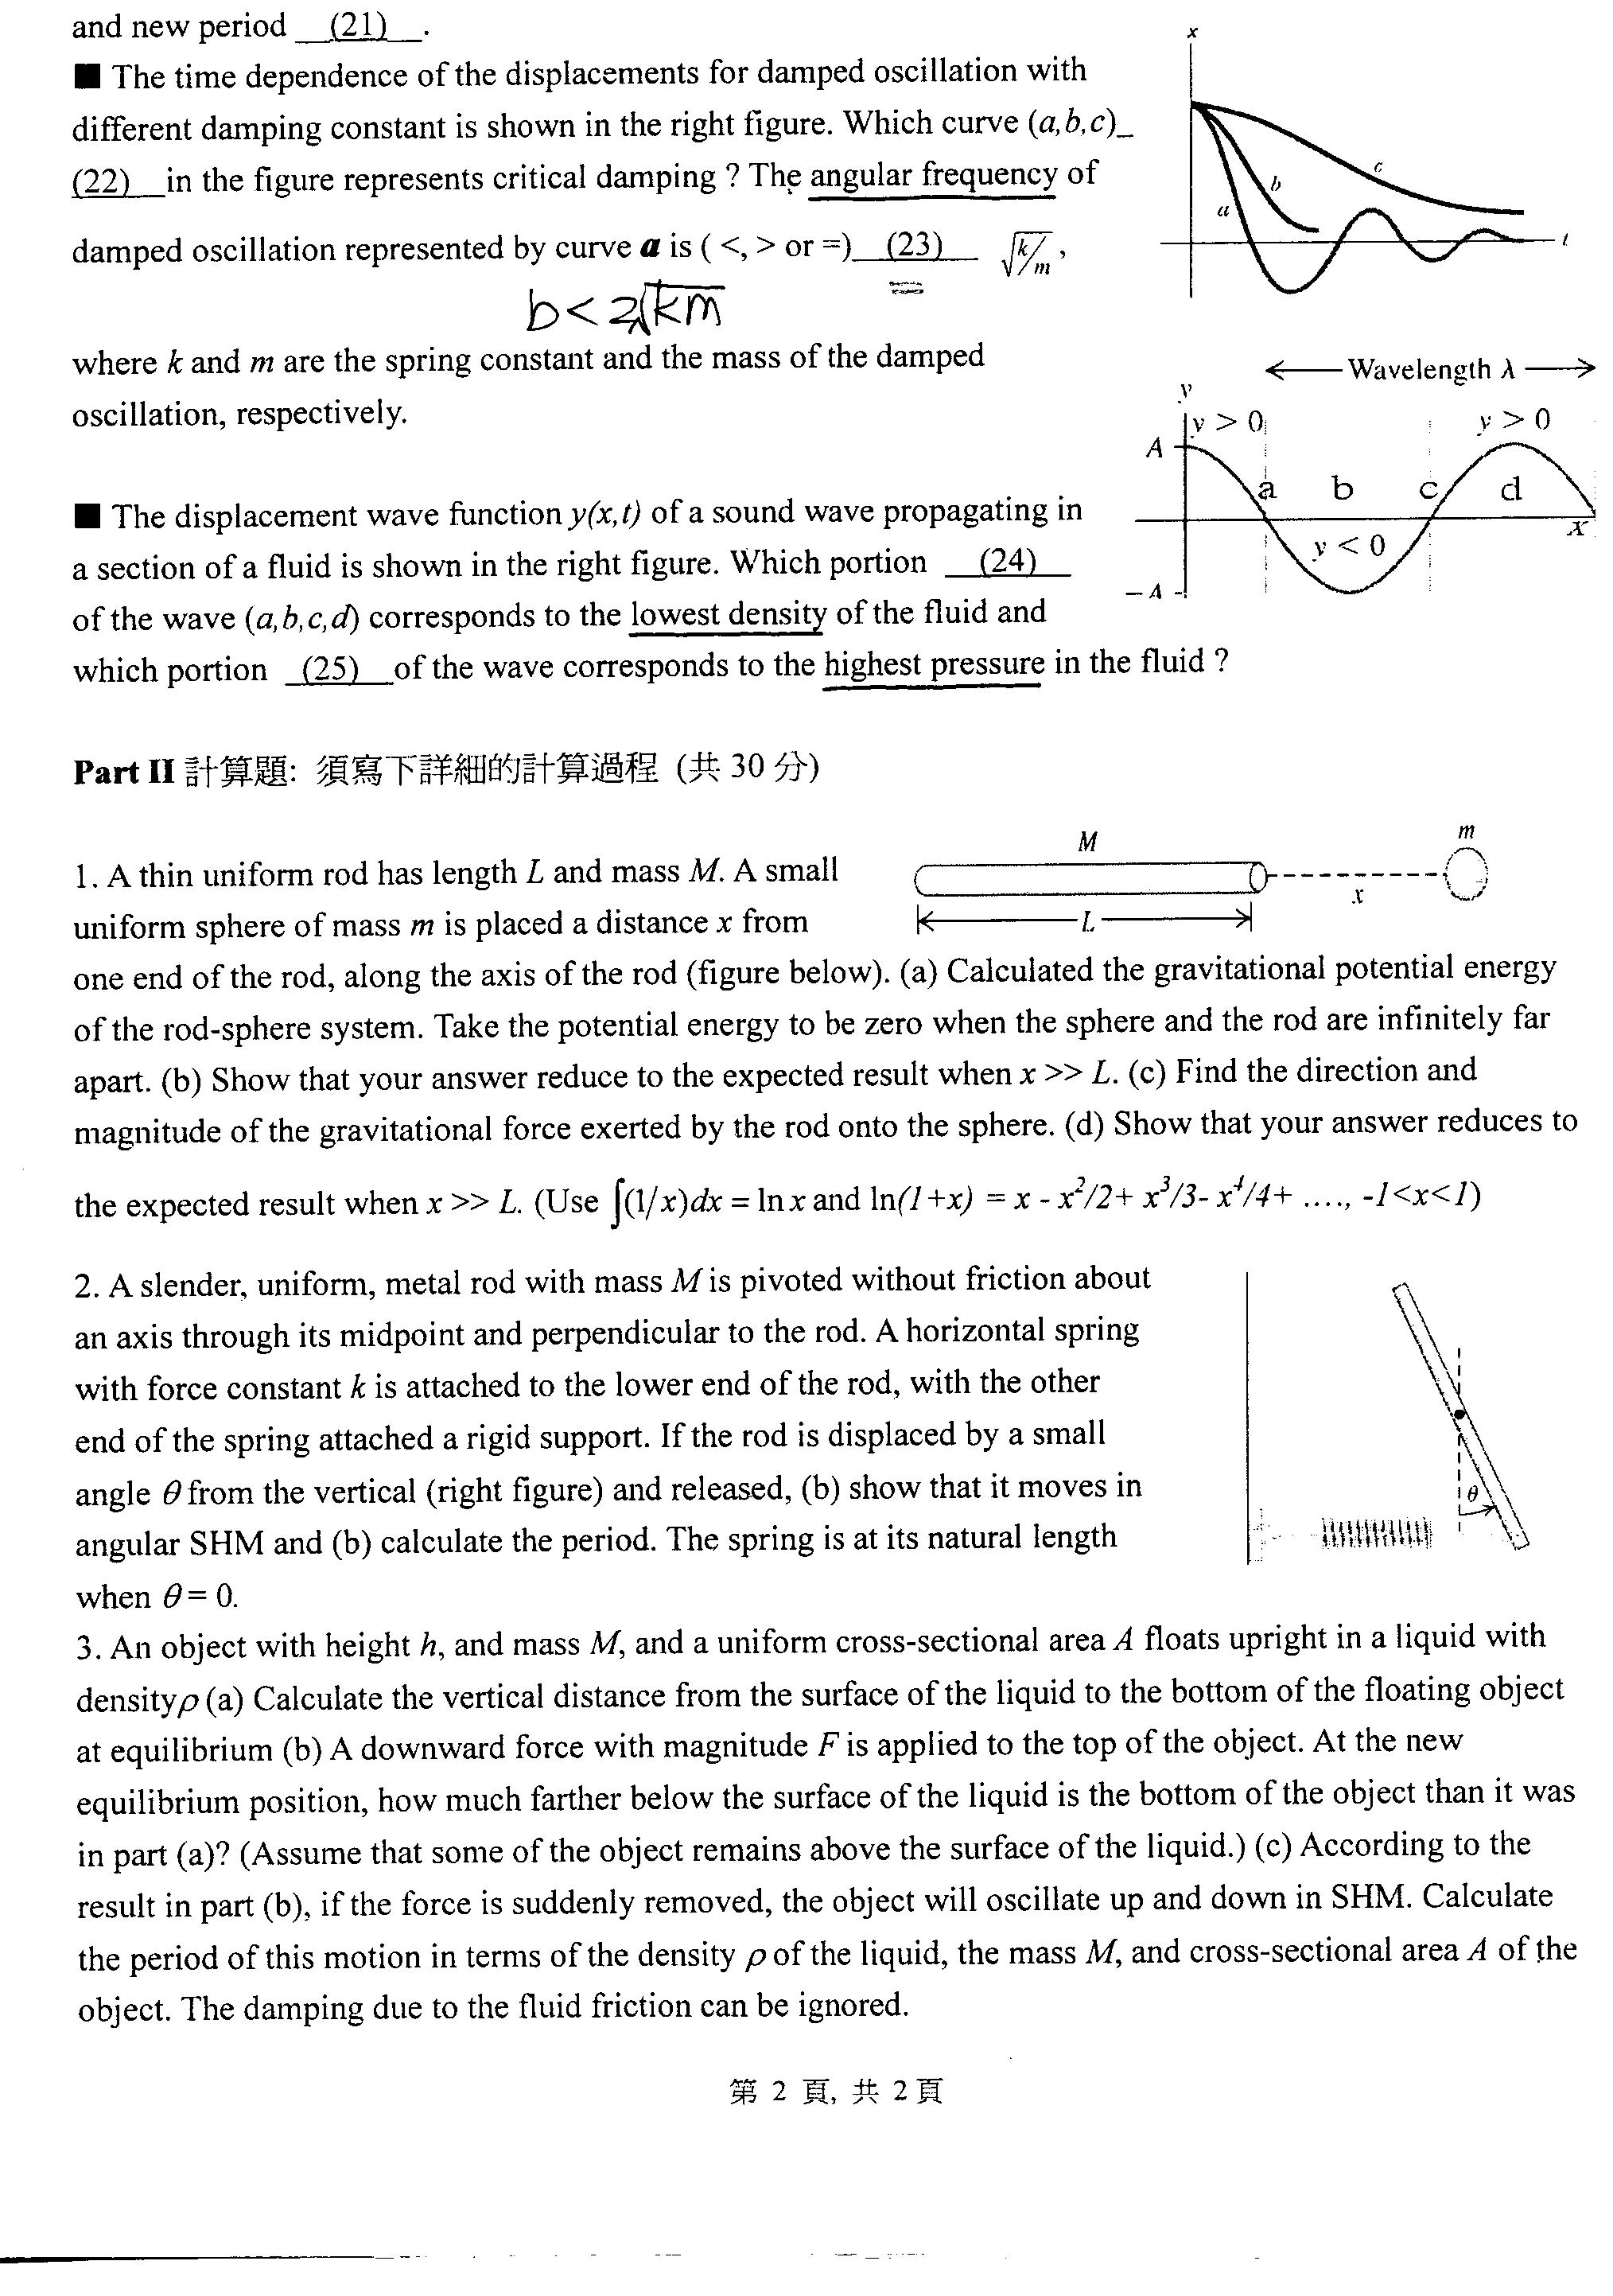 and new period __(21)__.
■ The time dependence of the displacements for damped oscillation with
different damping constant is shown in the right figure. Which curve (a,b,c)_
(22)__in the figure represents critical damping ? The angular frequency of
damped oscillation represented by curve a is ( <, > or =)__(23)__ √k/m ,
=
b<2√km
where k and m are the spring constant and the mass of the damped
oscillation, respectively.
x
c
b
a
t
←Wavelength λ→
y
y > 0
y > 0
A
a b c d
x
y < 0
– A
■ The displacement wave function y(x,t) of a sound wave propagating in
a section of a fluid is shown in the right figure. Which portion __(24)__
of the wave (a,b,c,d) corresponds to the lowest density of the fluid and
which portion __(25)__of the wave corresponds to the highest pressure in the fluid ?
Part II 計算題: 須寫下詳細的計算過程 (共 30 分)
M
m
x
L
1. A thin uniform rod has length L and mass M. A small
uniform sphere of mass m is placed a distance x from
one end of the rod, along the axis of the rod (figure below). (a) Calculated the gravitational potential energy
of the rod-sphere system. Take the potential energy to be zero when the sphere and the rod are infinitely far
apart. (b) Show that your answer reduce to the expected result when x >> L. (c) Find the direction and
magnitude of the gravitational force exerted by the rod onto the sphere. (d) Show that your answer reduces to
the expected result when x >> L. (Use ∫(1/x)dx = ln x and ln(1+x) = x - x²/2+ x³/3- x⁴/4+ ...., -1<x<1)
2. A slender, uniform, metal rod with mass M is pivoted without friction about
an axis through its midpoint and perpendicular to the rod. A horizontal spring
with force constant k is attached to the lower end of the rod, with the other
end of the spring attached a rigid support. If the rod is displaced by a small
angle θ from the vertical (right figure) and released, (b) show that it moves in
angular SHM and (b) calculate the period. The spring is at its natural length
when θ = 0.
θ
3. An object with height h, and mass M, and a uniform cross-sectional area A floats upright in a liquid with
densityρ (a) Calculate the vertical distance from the surface of the liquid to the bottom of the floating object
at equilibrium (b) A downward force with magnitude F is applied to the top of the object. At the new
equilibrium position, how much farther below the surface of the liquid is the bottom of the object than it was
in part (a)? (Assume that some of the object remains above the surface of the liquid.) (c) According to the
result in part (b), if the force is suddenly removed, the object will oscillate up and down in SHM. Calculate
the period of this motion in terms of the density ρ of the liquid, the mass M, and cross-sectional area A of the
object. The damping due to the fluid friction can be ignored.
第 2 頁, 共 2 頁